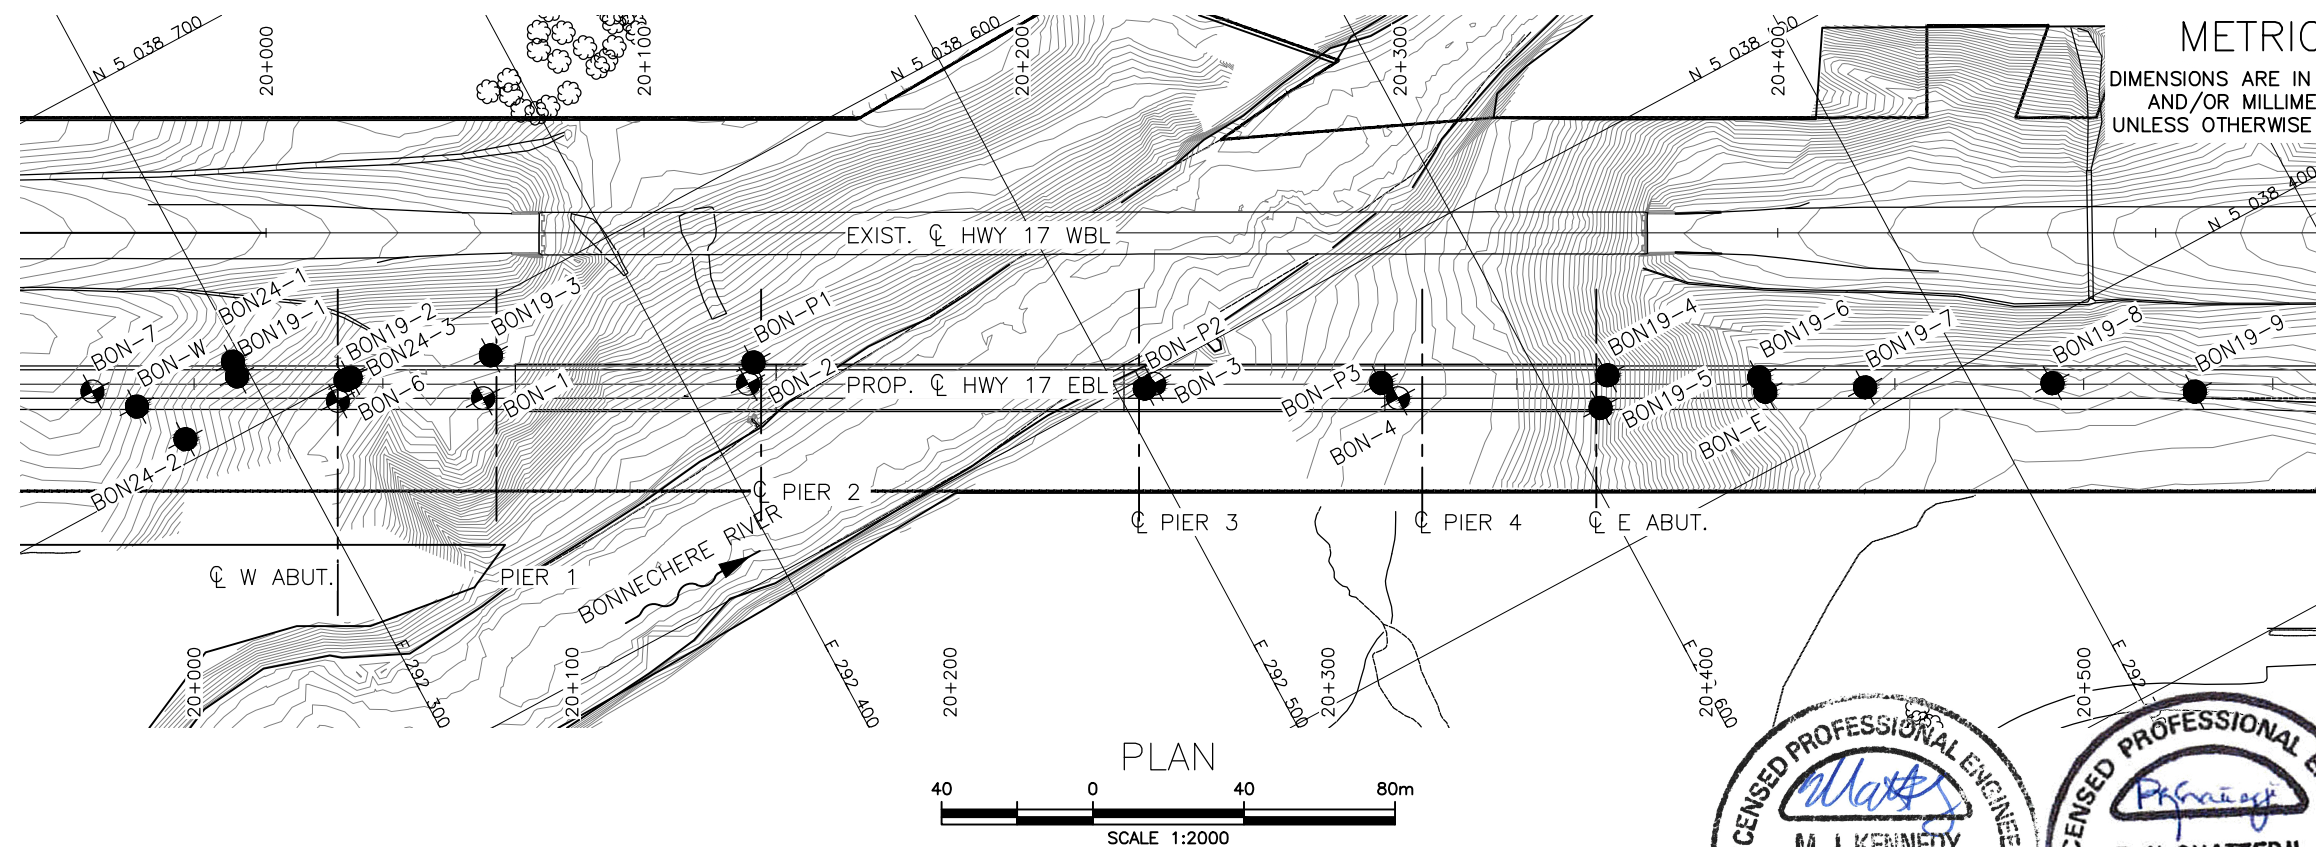 METRIC
DIMENSIONS ARE IN
AND/OR MILLIME
UNLESS OTHERWISE
N 5 038 700
20+000
20+100
N 5 038 600
20+200
20+300
20+400
N 5 038 400
EXIST. ℄ HWY 17 WBL
BON-7
BON-W
BON24-1
BON19-1
BON19-2
BON24-3
BON-6
BON19-3
BON-1
BON24-2
BON-P1
BON-2
PROP. ℄ HWY 17 EBL
BON-P2
BON-3
BON-P3
BON-4
BON19-4
BON19-5
BON19-6
BON-E
BON19-7
BON19-8
BON19-9
℄ PIER 2
℄ PIER 3
℄ PIER 4
℄ E ABUT.
℄ W ABUT.
PIER 1
BONNECHERE RIVER
20+000
E 292 300
20+100
E 292 400
20+200
E 292 500
20+300
20+400
E 292 600
20+500
E 292
PLAN
40 0 40 80m
SCALE 1:2000
CENSED PROFESSIONAL ENGINEE
M. J. KENNEDY
CENSED PROFESSIONAL